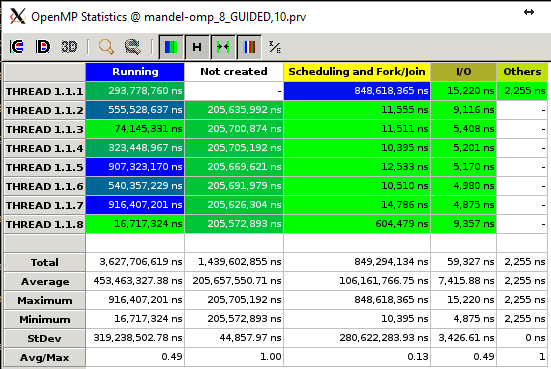 OpenMP Statistics @ mandel-omp_8_GUIDED,10.prv
3D H Σ/E
Running Not created Scheduling and Fork/Join I/O Others
THREAD 1.1.1 293,778,760 ns - 848,618,365 ns 15,220 ns 2,255 ns
THREAD 1.1.2 555,528,637 ns 205,635,992 ns 11,555 ns 9,116 ns -
THREAD 1.1.3 74,145,331 ns 205,700,874 ns 11,511 ns 5,408 ns -
THREAD 1.1.4 323,448,967 ns 205,705,192 ns 10,395 ns 5,201 ns -
THREAD 1.1.5 907,323,170 ns 205,669,621 ns 12,533 ns 5,170 ns -
THREAD 1.1.6 540,357,229 ns 205,691,979 ns 10,510 ns 4,980 ns -
THREAD 1.1.7 916,407,201 ns 205,626,304 ns 14,786 ns 4,875 ns -
THREAD 1.1.8 16,717,324 ns 205,572,893 ns 604,479 ns 9,357 ns -
Total 3,627,706,619 ns 1,439,602,855 ns 849,294,134 ns 59,327 ns 2,255 ns
Average 453,463,327.38 ns 205,657,550.71 ns 106,161,766.75 ns 7,415.88 ns 2,255 ns
Maximum 916,407,201 ns 205,705,192 ns 848,618,365 ns 15,220 ns 2,255 ns
Minimum 16,717,324 ns 205,572,893 ns 10,395 ns 4,875 ns 2,255 ns
StDev 319,238,502.78 ns 44,857.97 ns 280,622,283.93 ns 3,426.61 ns 0 ns
Avg/Max 0.49 1.00 0.13 0.49 1